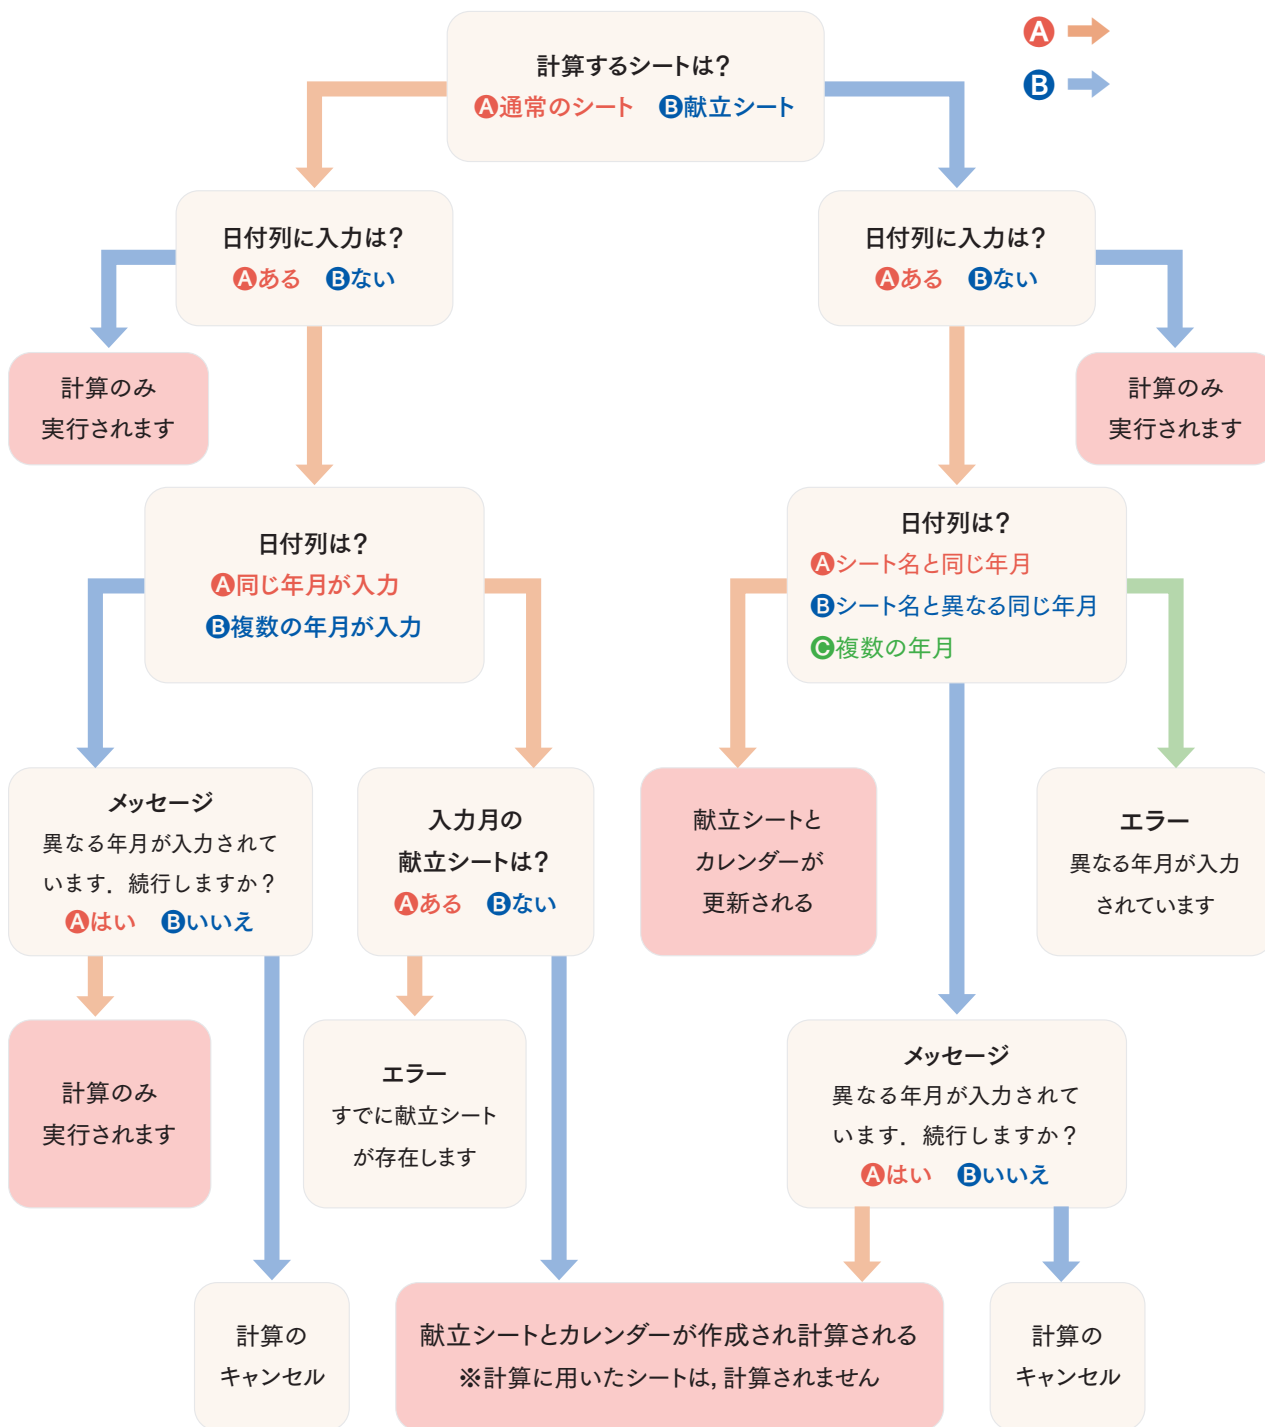 A
B
計算するシートは?
A通常のシート B献立シート
日付列に入力は?
Aある Bない
日付列に入力は?
Aある Bない
計算のみ
実行されます
計算のみ
実行されます
日付列は?
A同じ年月が入力
B複数の年月が入力
日付列は?
Aシート名と同じ年月
Bシート名と異なる同じ年月
C複数の年月
メッセージ
異なる年月が入力されて
います．続行しますか?
Aはい Bいいえ
入力月の
献立シートは?
Aある Bない
献立シートと
カレンダーが
更新される
エラー
異なる年月が入力
されています
計算のみ
実行されます
エラー
すでに献立シート
が存在します
メッセージ
異なる年月が入力されて
います．続行しますか?
Aはい Bいいえ
計算の
キャンセル
献立シートとカレンダーが作成され計算される
※計算に用いたシートは,計算されません
計算の
キャンセル